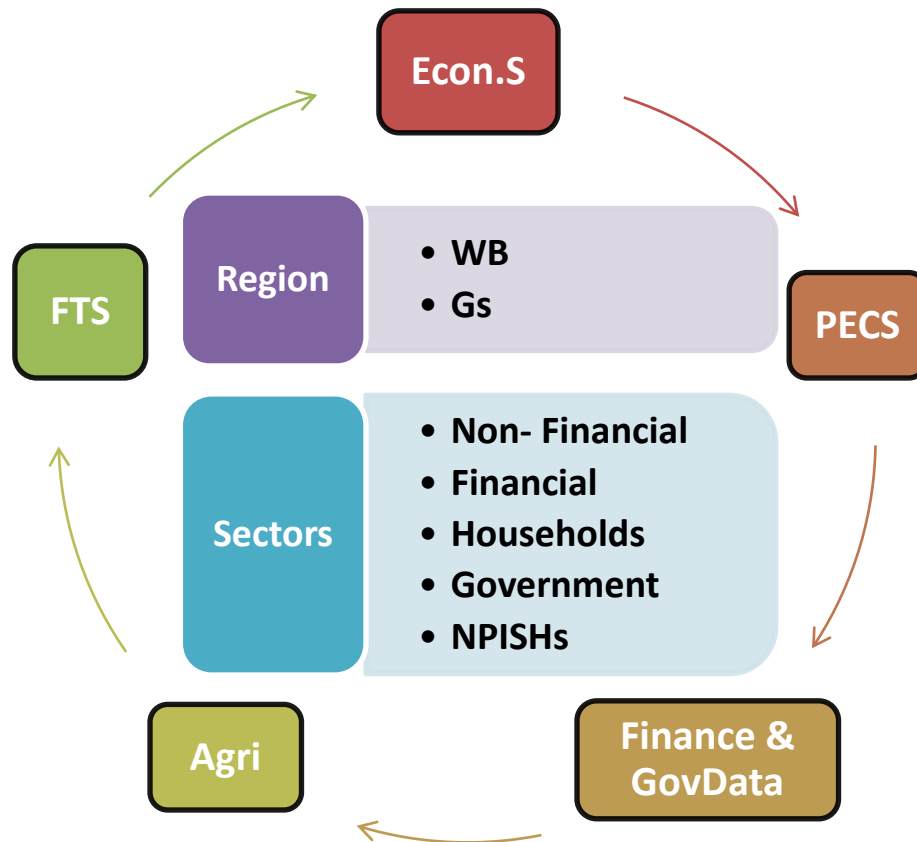 Econ.S
Region
• WB
• Gs
FTS
PECS
Sectors
• Non- Financial
• Financial
• Households
• Government
• NPISHs
Agri
Finance &
GovData